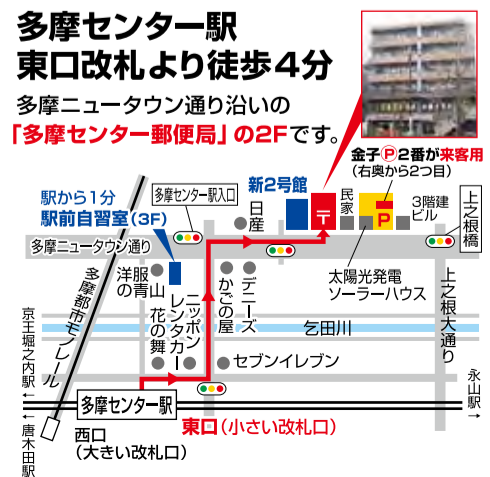 多摩センター駅
東口改札より徒歩4分
多摩ニュータウン通り沿いの
「多摩センター郵便局」の2Fです。
金子Ⓟ2番が来客用
(右奥から2つ目)
駅から1分
駅前自習室(3F)
多摩センター駅入口
新2号館
日産
〒
民家
P
3階建
ビル
上之根橋
多摩ニュータウン通り
洋服の青山
花の舞
ニッポンレンタカー
かごの屋
デニーズ
太陽光発電
ソーラーハウス
上之根大通り
多摩都市モノレール
乞田川
セブンイレブン
京王堀之内駅←
←唐木田駅
多摩センター駅
西口
(大きい改札口)
東口(小さい改札口)
永山駅→